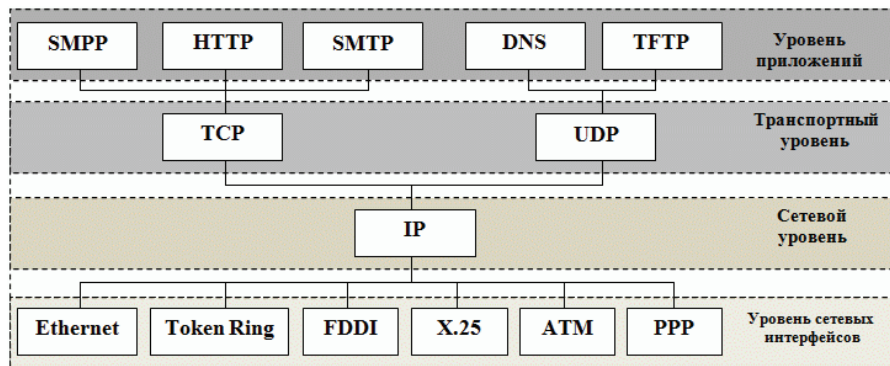 SMPP
HTTP
SMTP
DNS
TFTP
Уровень
приложений
TCP
UDP
Транспортный
уровень
IP
Сетевой
уровень
Ethernet
Token Ring
FDDI
X.25
ATM
PPP
Уровень сетевых
интерфейсов